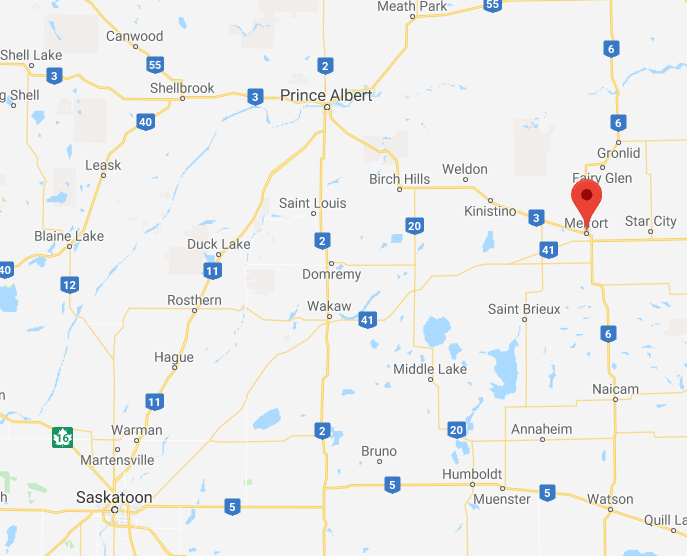 Meath Park
55
Canwood
6
Shell Lake
55
2
3
Shellbrook
3
Prince Albert
g Shell
40
6
Gronlid
Leask
Weldon
Fairy Glen
Birch Hills
Saint Louis
Kinistino
3
Melfort
Star City
20
Blaine Lake
2
Duck Lake
41
40
11
Domremy
12
Rosthern
Wakaw
Saint Brieux
41
6
Hague
Middle Lake
Naicam
n
11
Warman
2
20
Annaheim
16
Martensville
Bruno
Humboldt
5
5
Saskatoon
h
Muenster
Watson
5
Quill La